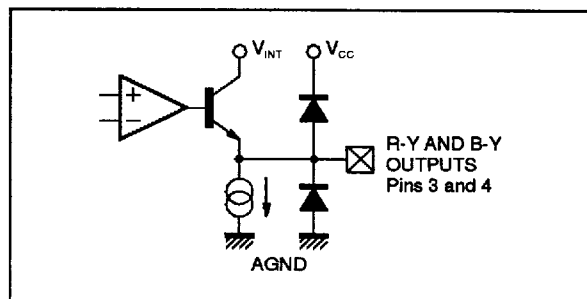 V_INT V_CC
+
−
R-Y AND B-Y
OUTPUTS
Pins 3 and 4
AGND